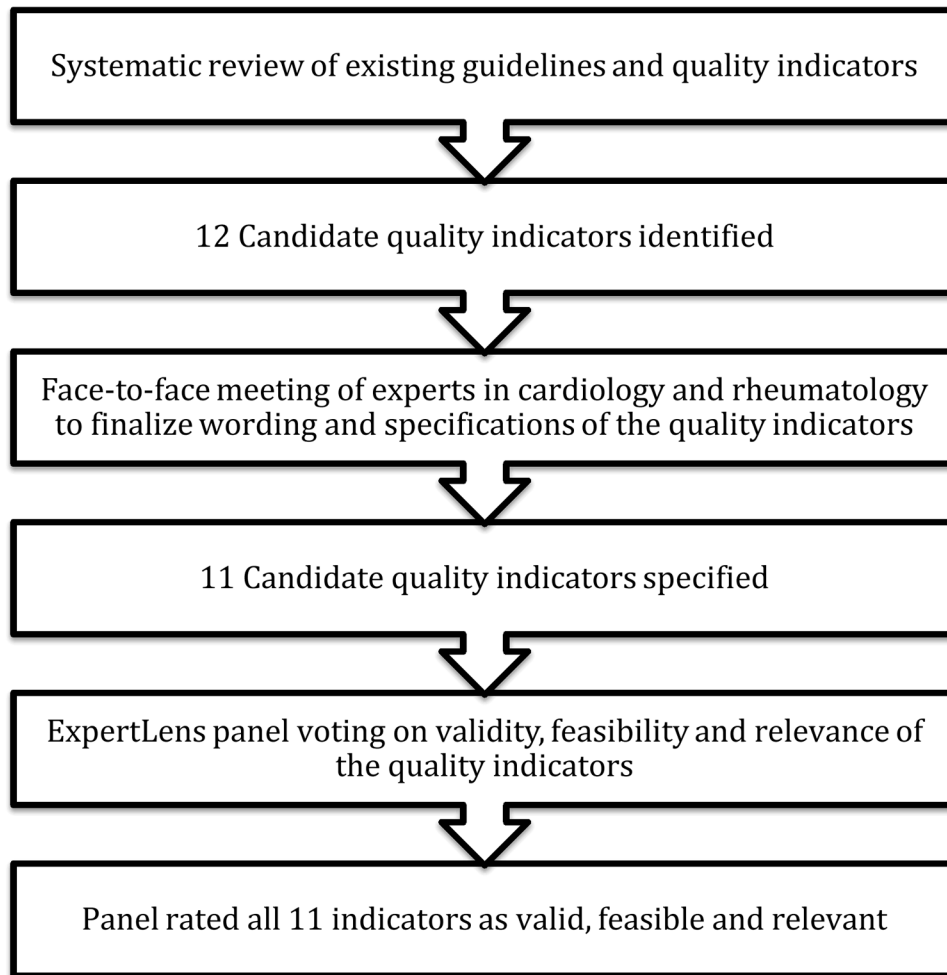 Systematic review of existing guidelines and quality indicators
12 Candidate quality indicators identified
Face-to-face meeting of experts in cardiology and rheumatology
to finalize wording and specifications of the quality indicators
11 Candidate quality indicators specified
ExpertLens panel voting on validity, feasibility and relevance of
the quality indicators
Panel rated all 11 indicators as valid, feasible and relevant